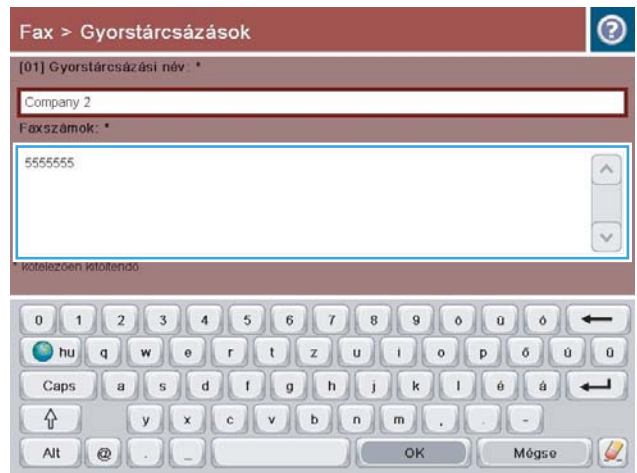 Fax > Gyorstárcsázások
[01] Gyorstárcsázási név: *
Company 2
Faxszámok: *
5555555
* kötelezően kitöltendő
0 1 2 3 4 5 6 7 8 9 ö ü ó
hu q w e r t z u i o p ő ú ű
Caps a s d f g h j k l é á
y x c v b n m , . -
Alt @ . _ OK Mégse